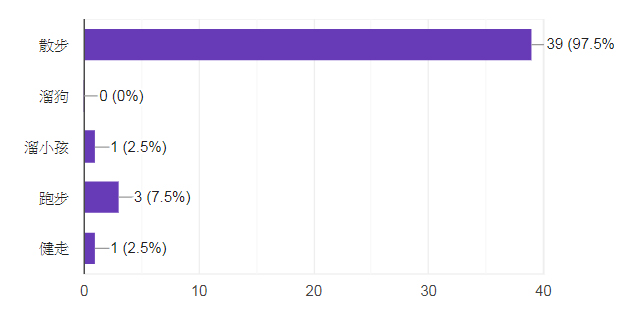 散步
39 (97.5%
溜狗
0 (0%)
溜小孩
1 (2.5%)
跑步
3 (7.5%)
健走
1 (2.5%)
0 10 20 30 40